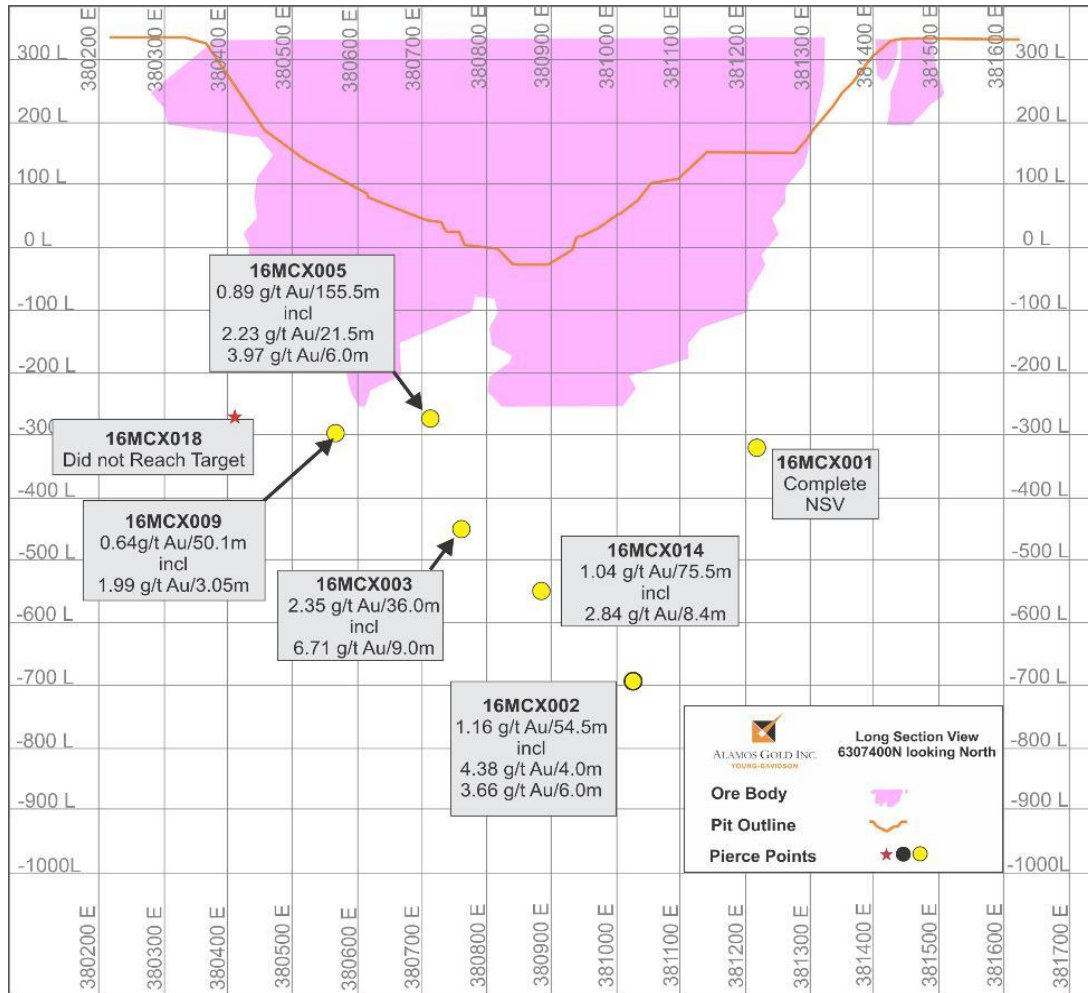 380200 E
380300 E
380400 E
380500 E
380600 E
380700 E
380800 E
380900 E
381000 E
381100 E
381200 E
381300 E
381400 E
381500 E
381600 E
300 L
300 L
200 L
200 L
100 L
100 L
0 L
0 L
16MCX005
0.89 g/t Au/155.5m
incl
2.23 g/t Au/21.5m
3.97 g/t Au/6.0m
-100 L
-100 L
-200 L
-200 L
-300 L
16MCX018
Did not Reach Target
16MCX001
Complete
NSV
-400 L
-400 L
16MCX009
0.64g/t Au/50.1m
incl
1.99 g/t Au/3.05m
-500 L
-500 L
16MCX003
2.35 g/t Au/36.0m
incl
6.71 g/t Au/9.0m
16MCX014
1.04 g/t Au/75.5m
incl
2.84 g/t Au/8.4m
-600 L
-600 L
-700 L
-700 L
16MCX002
1.16 g/t Au/54.5m
incl
4.38 g/t Au/4.0m
3.66 g/t Au/6.0m
-800 L
-800 L
ALAMOS GOLD INC.
YOUNG-DAVIDSON
Long Section View
6307400N looking North
Ore Body
Pit Outline
Pierce Points
-900 L
-900 L
-1000L
-1000L
380200 E
380300 E
380400 E
380500 E
380600 E
380700 E
380800 E
380900 E
381000 E
381100 E
381200 E
381300 E
381400 E
381500 E
381600 E
381700 E